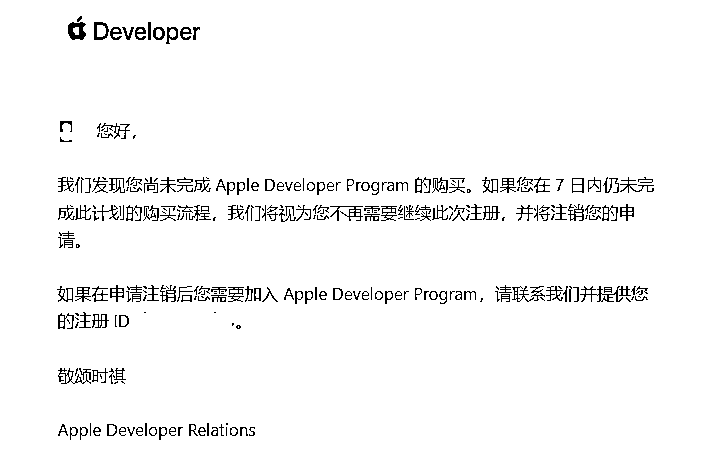 Developer
您好，
我们发现您尚未完成 Apple Developer Program 的购买。如果您在 7 日内仍未完
成此计划的购买流程，我们将视为您不再需要继续此次注册，并将注销您的申
请。
如果在申请注销后您需要加入 Apple Developer Program，请联系我们并提供您
的注册 ID 。
敬颂时祺
Apple Developer Relations